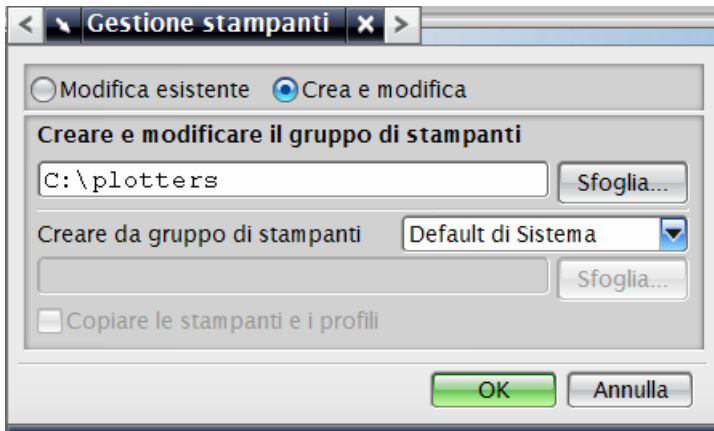 Gestione stampanti
Modifica esistente Crea e modifica
Creare e modificare il gruppo di stampanti
C:\plotters Sfoglia...
Creare da gruppo di stampanti Default di Sistema
Sfoglia...
Copiare le stampanti e i profili
OK Annulla